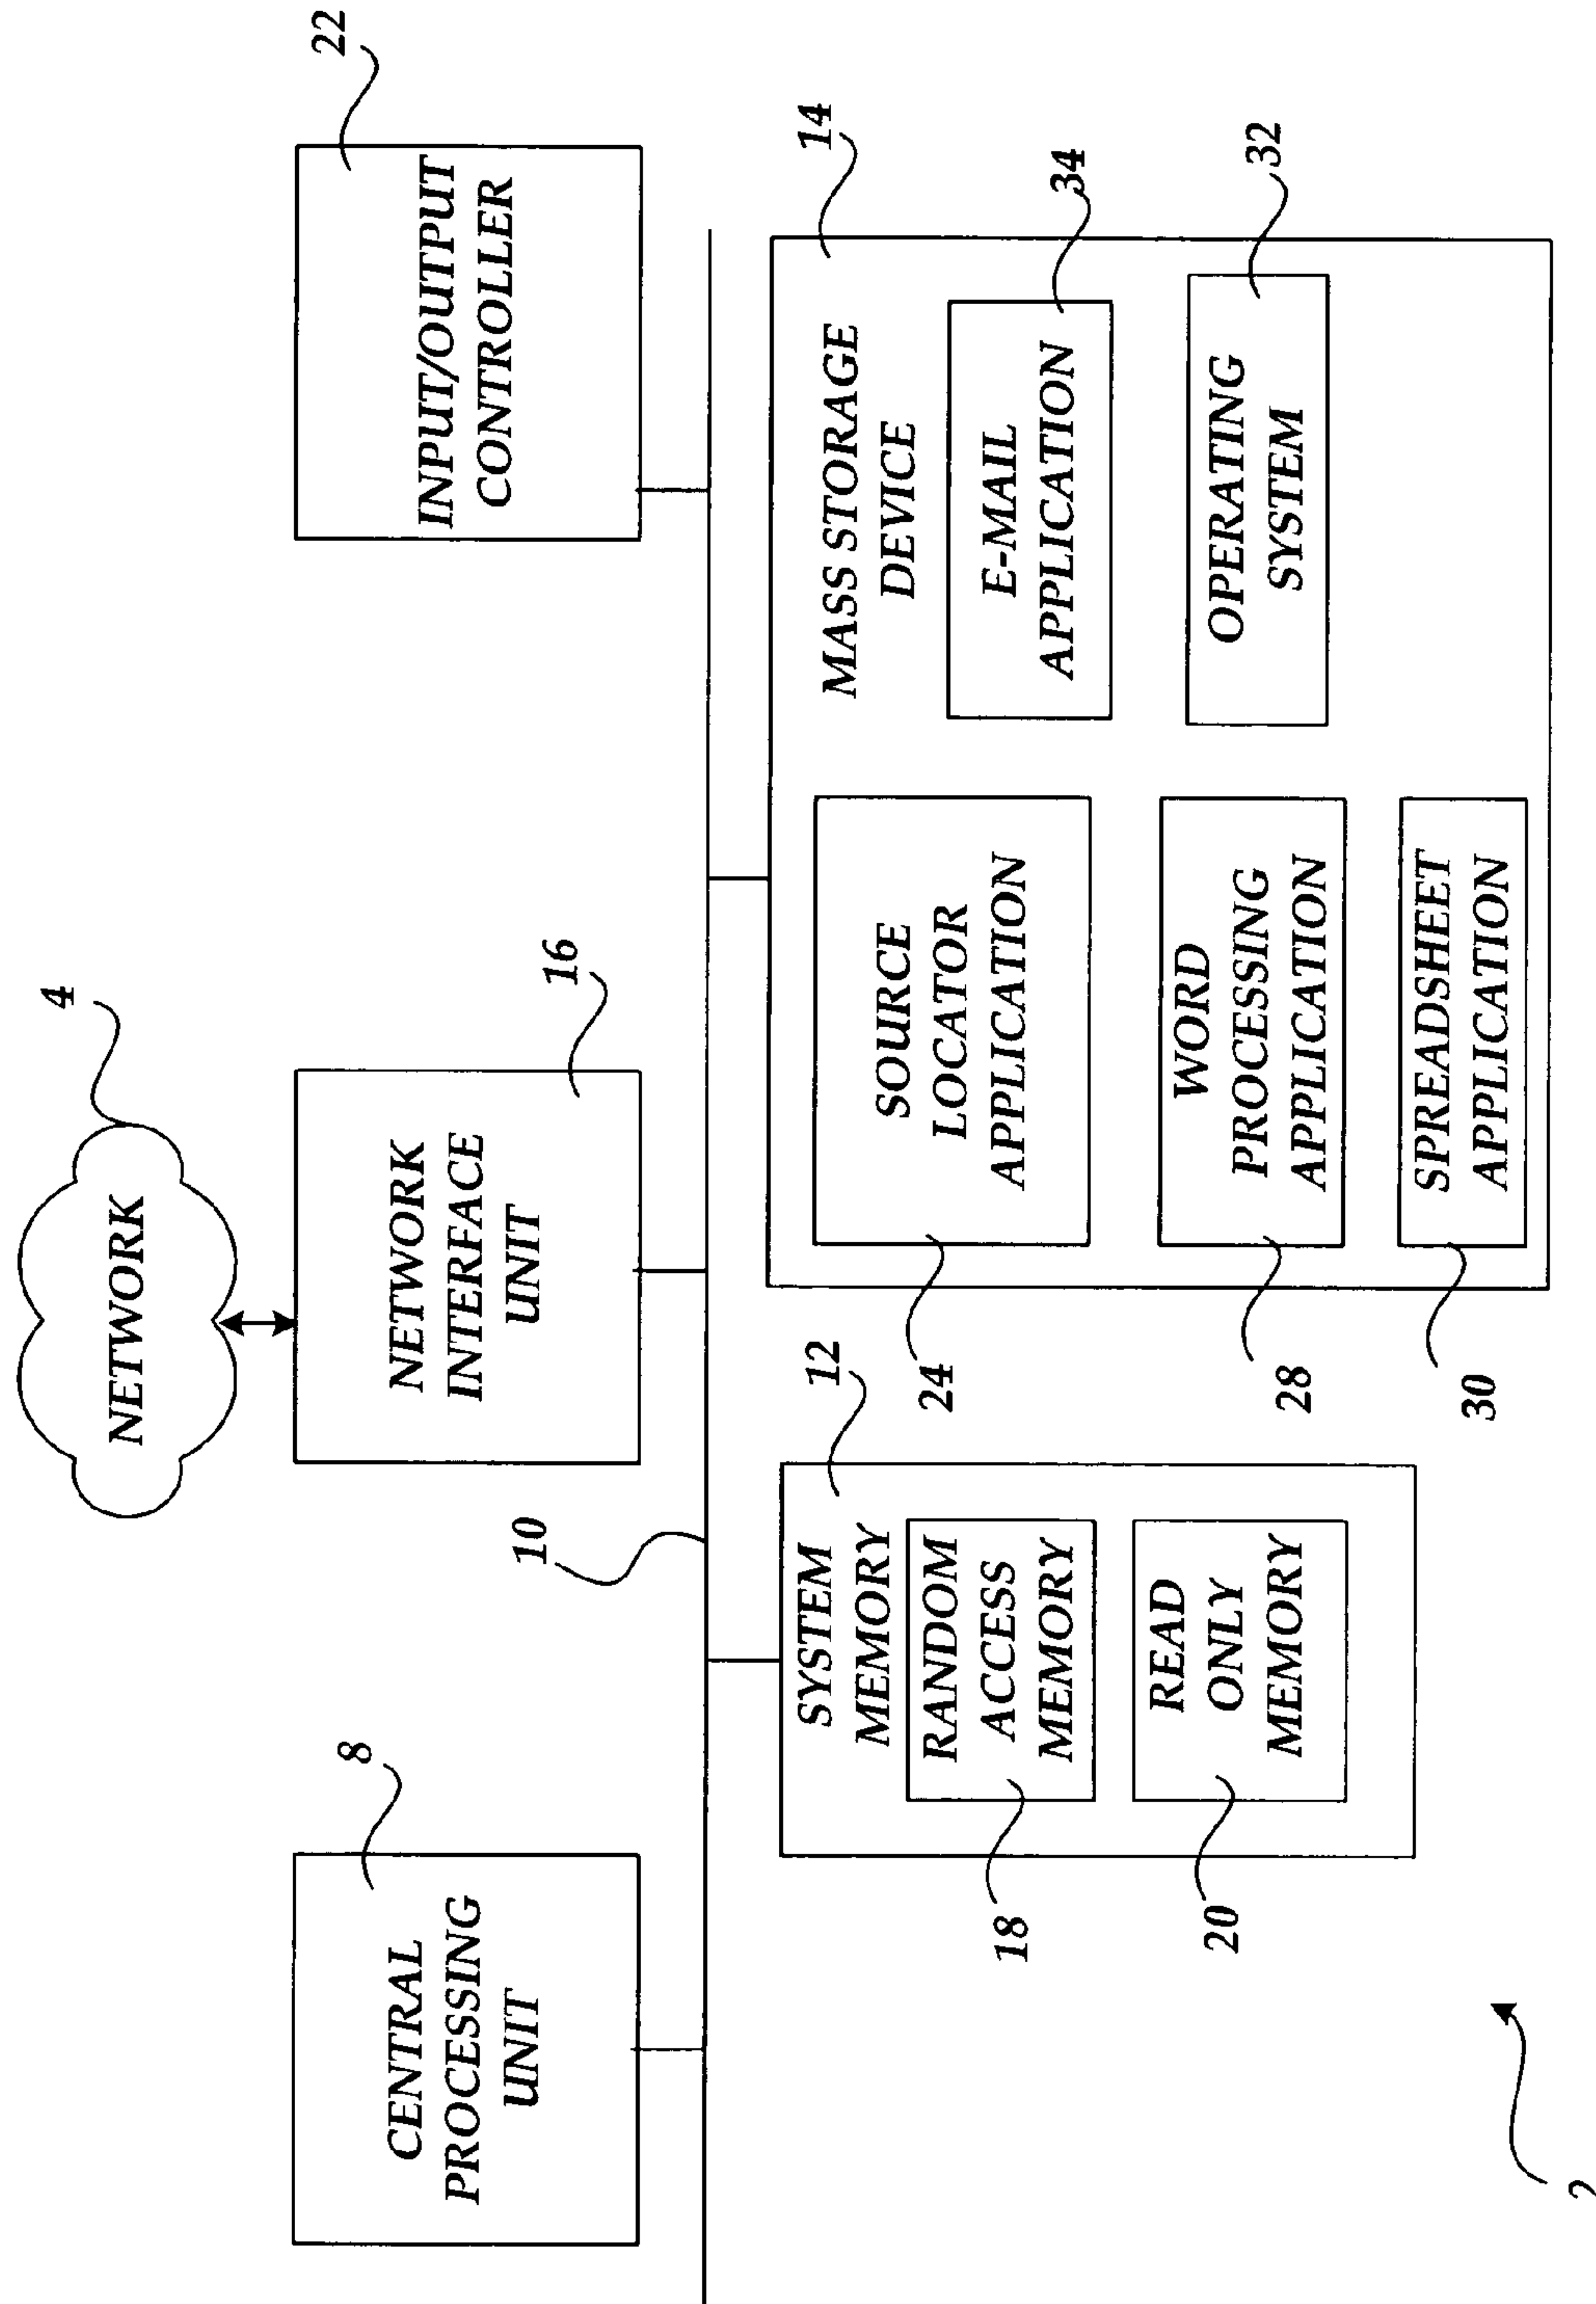 4
NETWORK
8
CENTRAL
PROCESSING
UNIT
NETWORK
INTERFACE
UNIT
16
22
INPUT/OUTPUT
CONTROLLER
10
12
SYSTEM
MEMORY
RANDOM
ACCESS
MEMORY
18
READ
ONLY
MEMORY
20
14
MASS STORAGE
DEVICE
SOURCE
LOCATOR
APPLICATION
24
E-MAIL
APPLICATION
34
WORD
PROCESSING
APPLICATION
28
OPERATING
SYSTEM
32
SPREADSHEET
APPLICATION
30
2